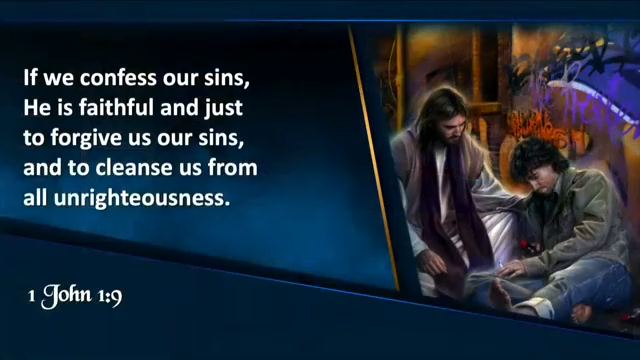 If we confess our sins,
He is faithful and just
to forgive us our sins,
and to cleanse us from
all unrighteousness.
1 John 1:9